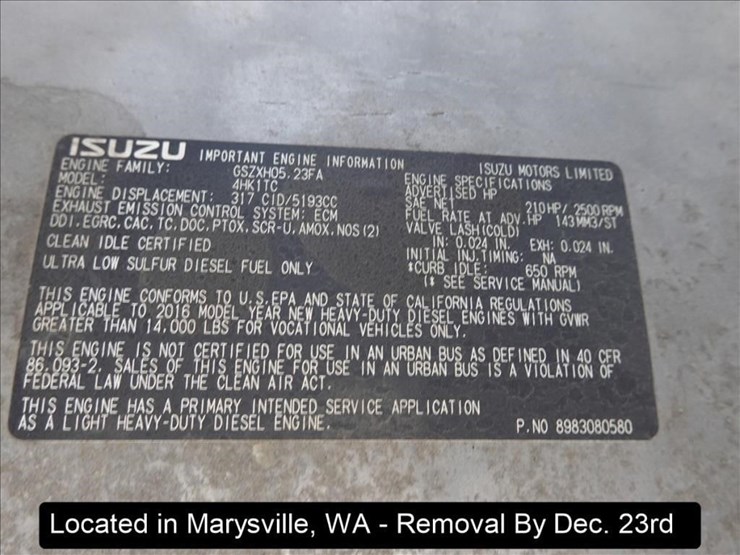 ISUZU IMPORTANT ENGINE INFORMATION ISUZU MOTORS LIMITED
ENGINE FAMILY: GSZXH05.23FA
MODEL: 4HK1TC
ENGINE DISPLACEMENT: 317 CID/5193CC
EXHAUST EMISSION CONTROL SYSTEM: ECM
DDI, EGRC, CAC, TC, DOC, PTOX, SCR-U, AMOX, NOS (2)
CLEAN IDLE CERTIFIED
ULTRA LOW SULFUR DIESEL FUEL ONLY
ENGINE SPECIFICATIONS
ADVERTISED HP
SAE NET 210HP/ 2500RPM
FUEL RATE AT ADV. HP 143MM3/ST
VALVE LASH(COLD)
IN: 0.024 IN. EXH: 0.024 IN.
INITIAL INJ.TIMING: NA
*CURB IDLE: 650 RPM
(* SEE SERVICE MANUAL)
THIS ENGINE CONFORMS TO U.S.EPA AND STATE OF CALIFORNIA REGULATIONS
APPLICABLE TO 2016 MODEL YEAR NEW HEAVY-DUTY DIESEL ENGINES WITH GVWR
GREATER THAN 14,000 LBS FOR VOCATIONAL VEHICLES ONLY.
THIS ENGINE IS NOT CERTIFIED FOR USE IN AN URBAN BUS AS DEFINED IN 40 CFR
86.093-2. SALES OF THIS ENGINE FOR USE IN AN URBAN BUS IS A VIOLATION OF
FEDERAL LAW UNDER THE CLEAN AIR ACT.
THIS ENGINE HAS A PRIMARY INTENDED SERVICE APPLICATION
AS A LIGHT HEAVY-DUTY DIESEL ENGINE. P.NO 8983080580
Located in Marysville, WA - Removal By Dec. 23rd